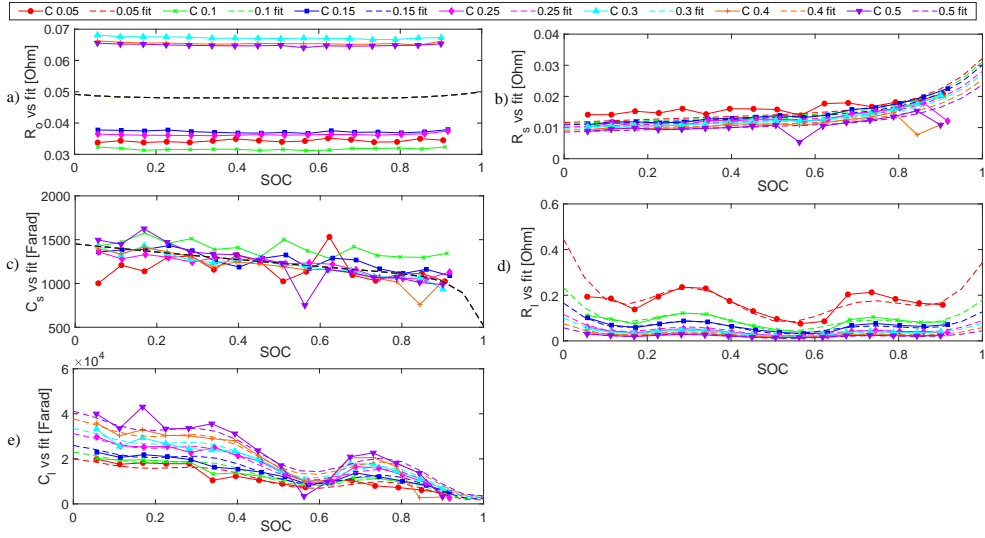 C 0.05 0.05 fit C 0.1 0.1 fit C 0.15 0.15 fit C 0.25 0.25 fit C 0.3 0.3 fit C 0.4 0.4 fit C 0.5 0.5 fit
a)
R_o vs fit [Ohm]
0.07
0.06
0.05
0.04
0.03
0 0.2 0.4 0.6 0.8 1
SOC
b)
R_s vs fit [Ohm]
0.04
0.03
0.02
0.01
0
0 0.2 0.4 0.6 0.8 1
SOC
c)
C_s vs fit [Farad]
2000
1500
1000
500
0 0.2 0.4 0.6 0.8 1
SOC
d)
R_l vs fit [Ohm]
0.6
0.4
0.2
0
0 0.2 0.4 0.6 0.8 1
SOC
e)
C_l vs fit [Farad]
×10^4
6
4
2
0
0 0.2 0.4 0.6 0.8 1
SOC